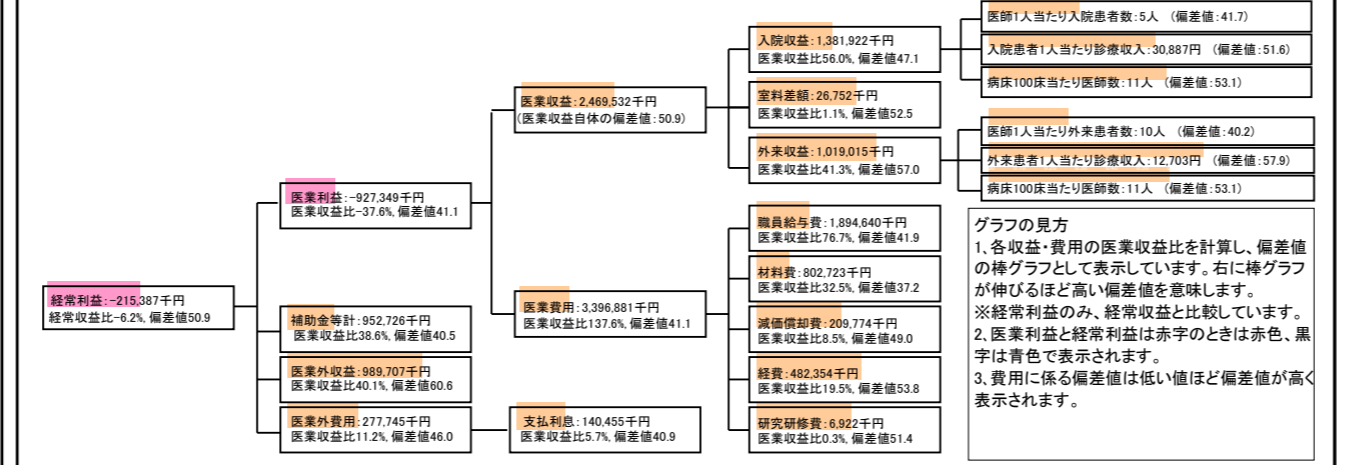 医師1人当たり入院患者数:5人 (偏差値:41.7)
入院収益:1,381,922千円
医業収益比56.0%, 偏差値47.1
入院患者1人当たり診療収入:30,887円 (偏差値:51.6)
病床100床当たり医師数:11人 (偏差値:53.1)
医業収益:2,469,532千円
(医業収益自体の偏差値:50.9)
室料差額:26,752千円
医業収益比1.1%, 偏差値52.5
医師1人当たり外来患者数:10人 (偏差値:40.2)
外来収益:1,019,015千円
医業収益比41.3%, 偏差値57.0
外来患者1人当たり診療収入:12,703円 (偏差値:57.9)
病床100床当たり医師数:11人 (偏差値:53.1)
医業利益:-927,349千円
医業収益比-37.6%, 偏差値41.1
職員給与費:1,894,640千円
医業収益比76.7%, 偏差値41.9
材料費:802,723千円
医業収益比32.5%, 偏差値37.2
経常利益:-215,387千円
経常収益比-6.2%, 偏差値50.9
医業費用:3,396,881千円
医業収益比137.6%, 偏差値41.1
補助金等計:952,726千円
医業収益比38.6%, 偏差値40.5
減価償却費:209,774千円
医業収益比8.5%, 偏差値49.0
医業外収益:989,707千円
医業収益比40.1%, 偏差値60.6
経費:482,354千円
医業収益比19.5%, 偏差値53.8
医業外費用:277,745千円
医業収益比11.2%, 偏差値46.0
支払利息:140,455千円
医業収益比5.7%, 偏差値40.9
研究研修費:6,922千円
医業収益比0.3%, 偏差値51.4
グラフの見方
1、各収益・費用の医業収益比を計算し、偏差値
の棒グラフとして表示しています。右に棒グラフ
が伸びるほど高い偏差値を意味します。
※経常利益のみ、経常収益と比較しています。
2、医業利益と経常利益は赤字のときは赤色、黒
字は青色で表示されます。
3、費用に係る偏差値は低い値ほど偏差値が高く
表示されます。